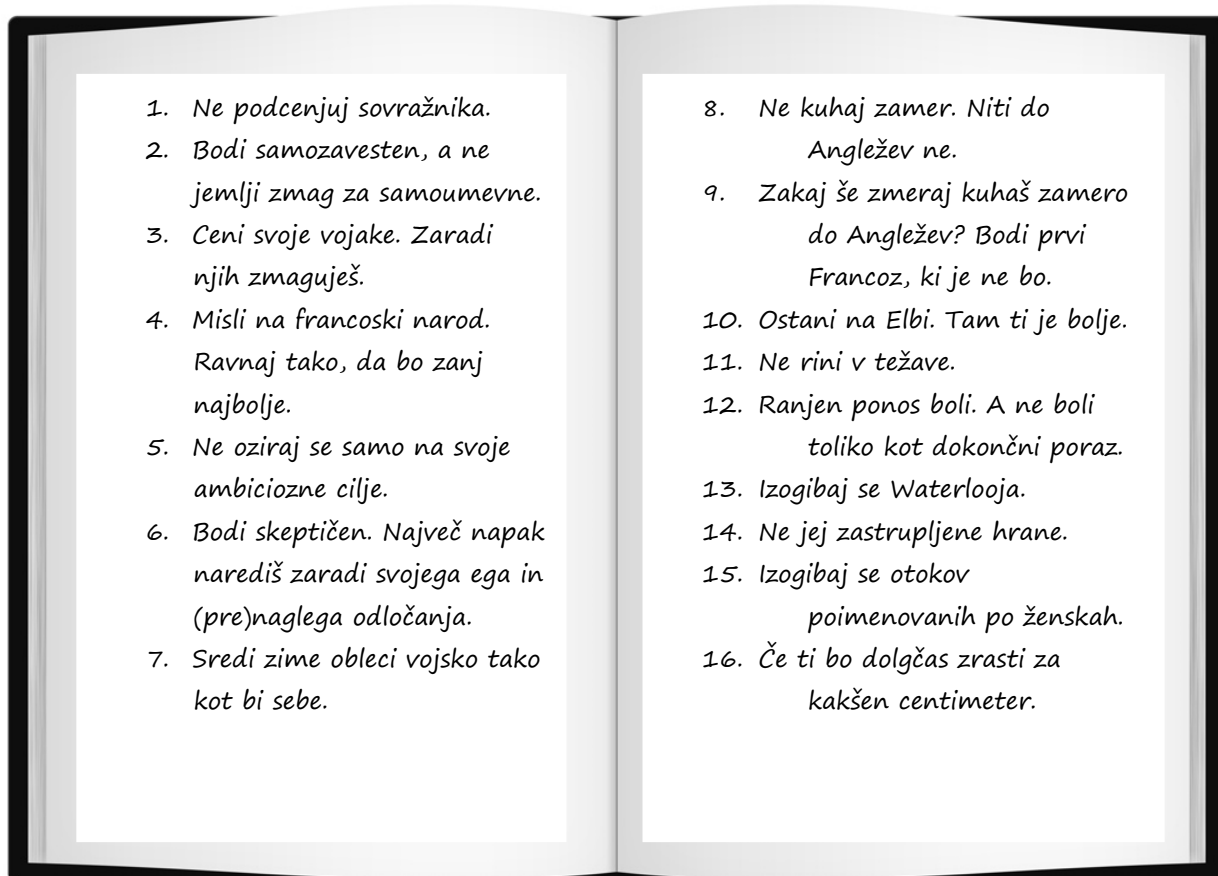 1. Ne podcenjuj sovražnika.
2. Bodi samozavesten, a ne
jemlji zmag za samoumevne.
3. Ceni svoje vojake. Zaradi
njih zmaguješ.
4. Misli na francoski narod.
Ravnaj tako, da bo zanj
najbolje.
5. Ne oziraj se samo na svoje
ambiciozne cilje.
6. Bodi skeptičen. Največ napak
narediš zaradi svojega ega in
(pre)naglega odločanja.
7. Sredi zime obleci vojsko tako
kot bi sebe.
8. Ne kuhaj zamer. Niti do
Angležev ne.
9. Zakaj še zmeraj kuhaš zamero
do Angležev? Bodi prvi
Francoz, ki je ne bo.
10. Ostani na Elbi. Tam ti je bolje.
11. Ne rini v težave.
12. Ranjen ponos boli. A ne boli
toliko kot dokončni poraz.
13. Izogibaj se Waterlooja.
14. Ne jej zastrupljene hrane.
15. Izogibaj se otokov
poimenovanih po ženskah.
16. Če ti bo dolgčas zrasti za
kakšen centimeter.